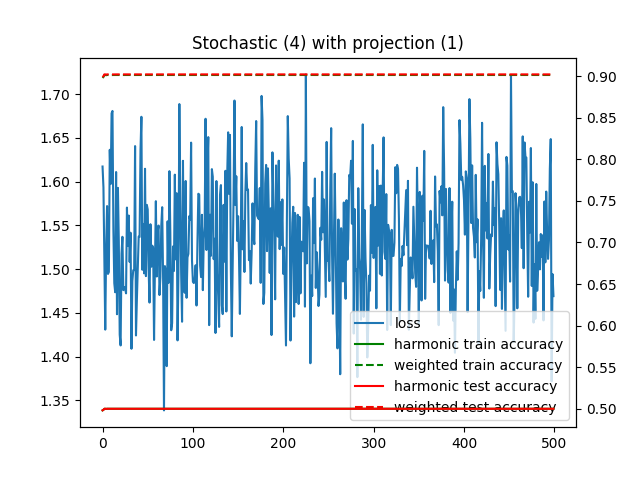 Stochastic (4) with projection (1)
1.70
1.65
1.60
1.55
1.50
1.45
1.40
1.35
0.90
0.85
0.80
0.75
0.70
0.65
0.60
0.55
0.50
loss
harmonic train accuracy
weighted train accuracy
harmonic test accuracy
weighted test accuracy
0 100 200 300 400 500